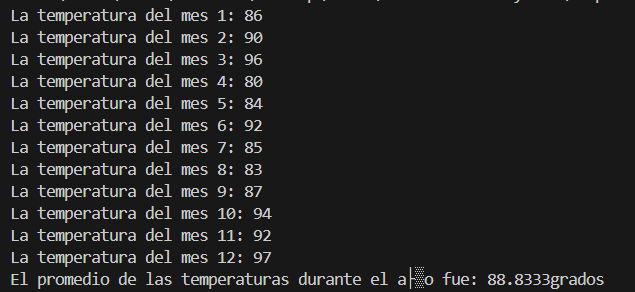 La temperatura del mes 1: 86
La temperatura del mes 2: 90
La temperatura del mes 3: 96
La temperatura del mes 4: 80
La temperatura del mes 5: 84
La temperatura del mes 6: 92
La temperatura del mes 7: 85
La temperatura del mes 8: 83
La temperatura del mes 9: 87
La temperatura del mes 10: 94
La temperatura del mes 11: 92
La temperatura del mes 12: 97
El promedio de las temperaturas durante el a├▒o fue: 88.8333grados